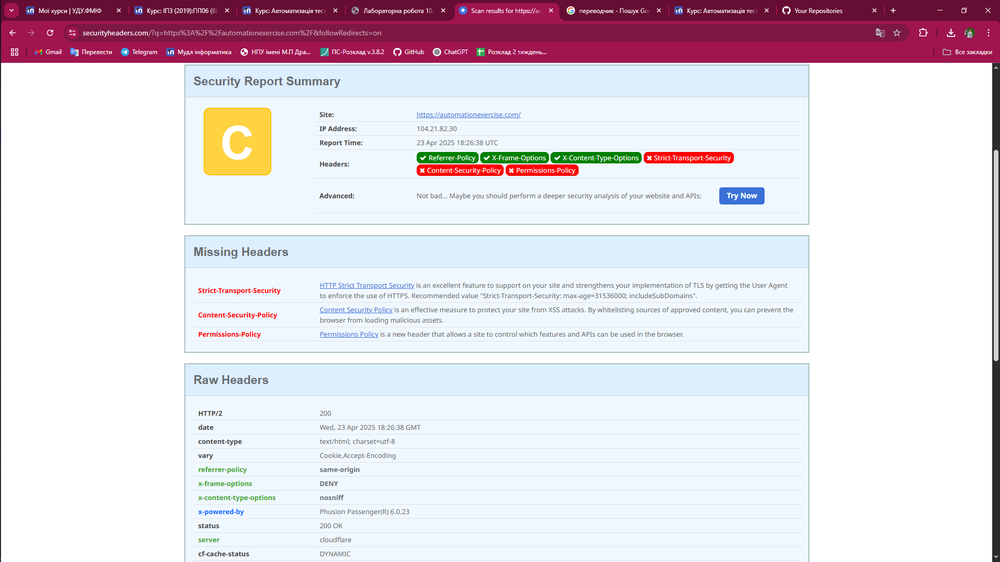 Мої курси | УДУ.ФМІФ
Курс: ІПЗ (2019):ПП06 (8)
Курс: Автоматизація тест
Лабораторна робота 10.
Scan results for https://au
переводчик - Пошук Goo
Курс: Автоматизація тест
Your Repositories
securityheaders.com/?q=https%3A%2F%2Fautomationexercise.com%2F&followRedirects=on
Gmail
Перевести
Telegram
Мудл інформатика
НПУ імені М.П Дра...
ПС-Розклад v.3.8.2
GitHub
ChatGPT
Розклад 2 тиждень...
Все закладки
Security Report Summary
C
Site: https://automationexercise.com/
IP Address: 104.21.82.30
Report Time: 23 Apr 2025 18:26:38 UTC
Headers: Referrer-Policy X-Frame-Options X-Content-Type-Options Strict-Transport-Security
Content-Security-Policy Permissions-Policy
Advanced: Not bad… Maybe you should perform a deeper security analysis of your website and APIs: Try Now
Missing Headers
Strict-Transport-Security HTTP Strict Transport Security is an excellent feature to support on your site and strengthens your implementation of TLS by getting the User Agent
to enforce the use of HTTPS. Recommended value "Strict-Transport-Security: max-age=31536000; includeSubDomains".
Content-Security-Policy Content Security Policy is an effective measure to protect your site from XSS attacks. By whitelisting sources of approved content, you can prevent the
browser from loading malicious assets.
Permissions-Policy Permissions Policy is a new header that allows a site to control which features and APIs can be used in the browser.
Raw Headers
HTTP/2 200
date Wed, 23 Apr 2025 18:26:38 GMT
content-type text/html; charset=utf-8
vary Cookie,Accept-Encoding
referrer-policy same-origin
x-frame-options DENY
x-content-type-options nosniff
x-powered-by Phusion Passenger(R) 6.0.23
status 200 OK
server cloudflare
cf-cache-status DYNAMIC